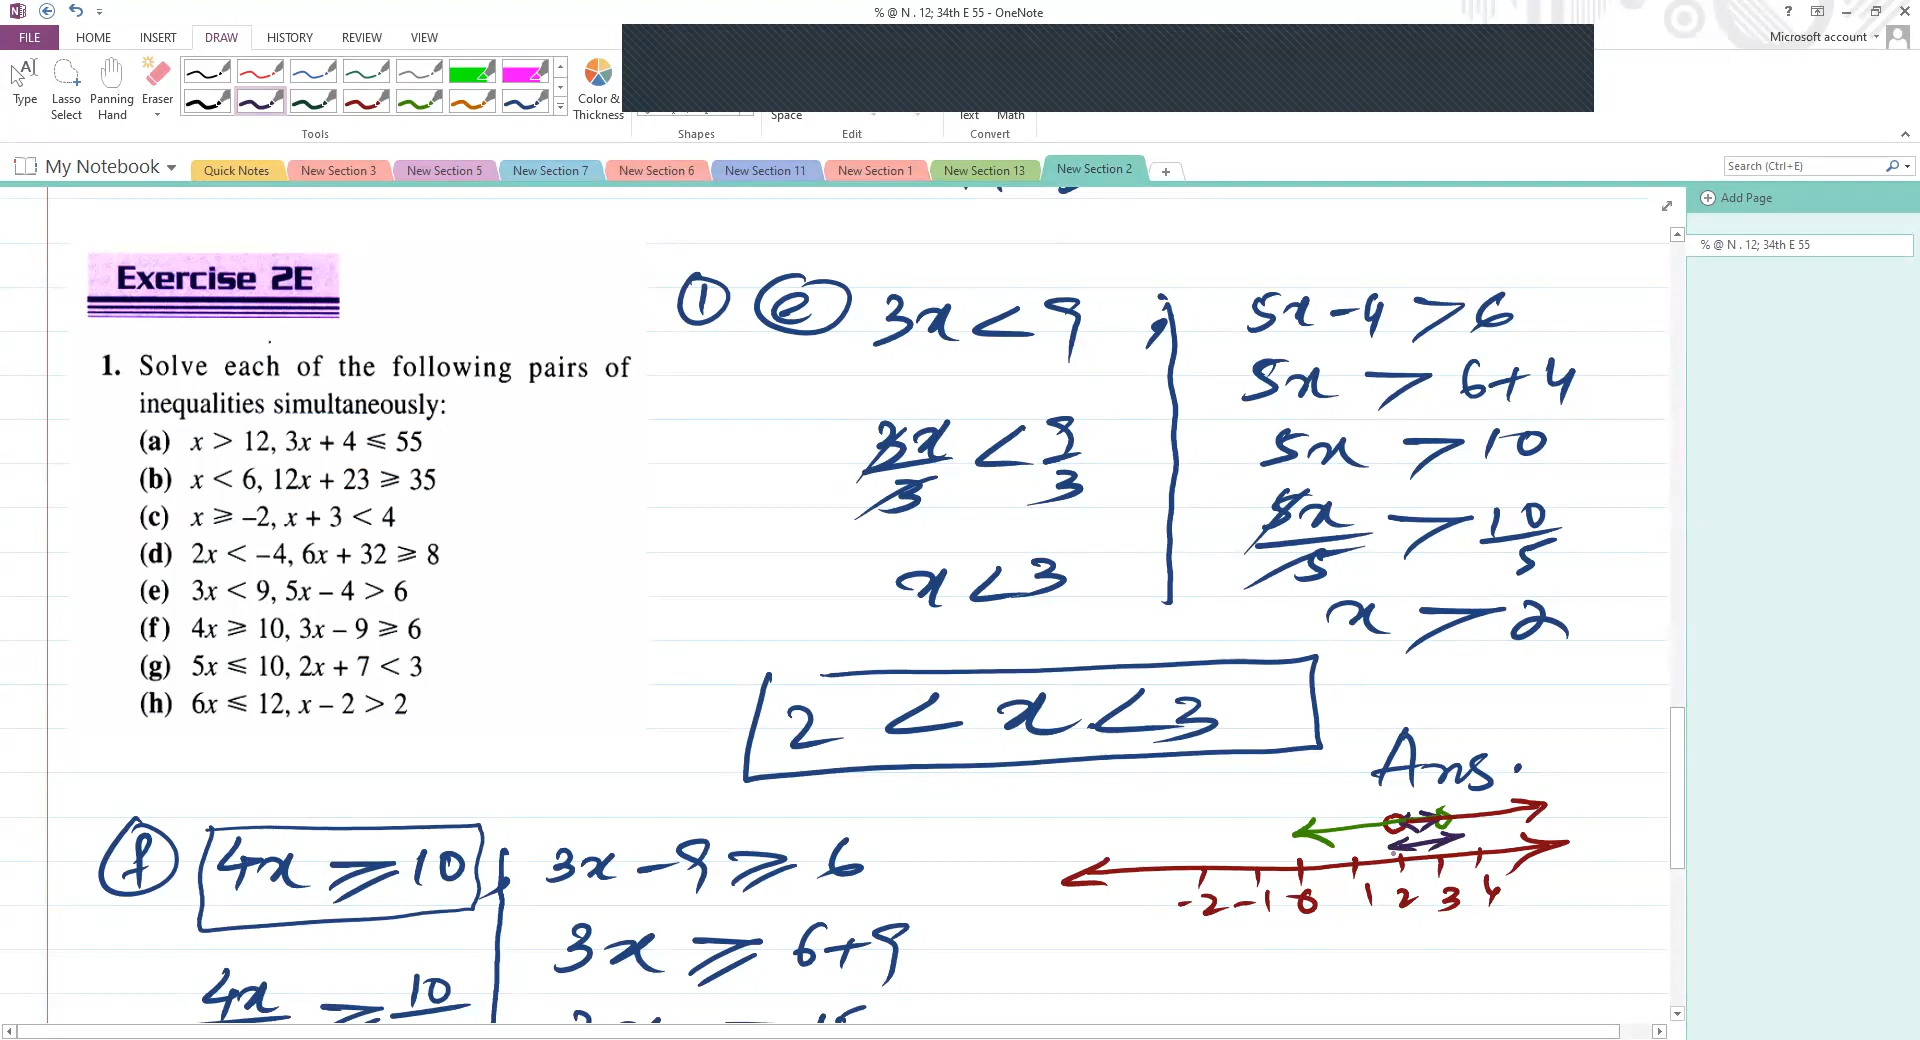 % @ N . 12; 34th E 55 - OneNote
FILE HOME INSERT DRAW HISTORY REVIEW VIEW
Microsoft account
Type Lasso Select Panning Hand Eraser
Color & Thickness
Space Text Math
Tools Shapes Edit Convert
My Notebook Quick Notes New Section 3 New Section 5 New Section 7 New Section 6 New Section 11 New Section 1 New Section 13 New Section 2
Search (Ctrl+E)
Add Page
% @ N . 12; 34th E 55
Exercise 2E
1. Solve each of the following pairs of
inequalities simultaneously:
(a) x > 12, 3x + 4 ⩽ 55
(b) x < 6, 12x + 23 ⩾ 35
(c) x ⩾ –2, x + 3 < 4
(d) 2x < –4, 6x + 32 ⩾ 8
(e) 3x < 9, 5x – 4 > 6
(f) 4x ⩾ 10, 3x – 9 ⩾ 6
(g) 5x ⩽ 10, 2x + 7 < 3
(h) 6x ⩽ 12, x – 2 > 2
① ⓔ 3x < 9 ;
3x/3 < 9/3
x < 3
5x - 4 > 6
5x > 6 + 4
5x > 10
5x/5 > 10/5
x > 2
2 < x < 3
Ans.
-2 -1 0 1 2 3 4
ⓕ 4x ⩾ 10 ; 3x - 9 ⩾ 6
3x ⩾ 6 + 9
4x ⩾ 10